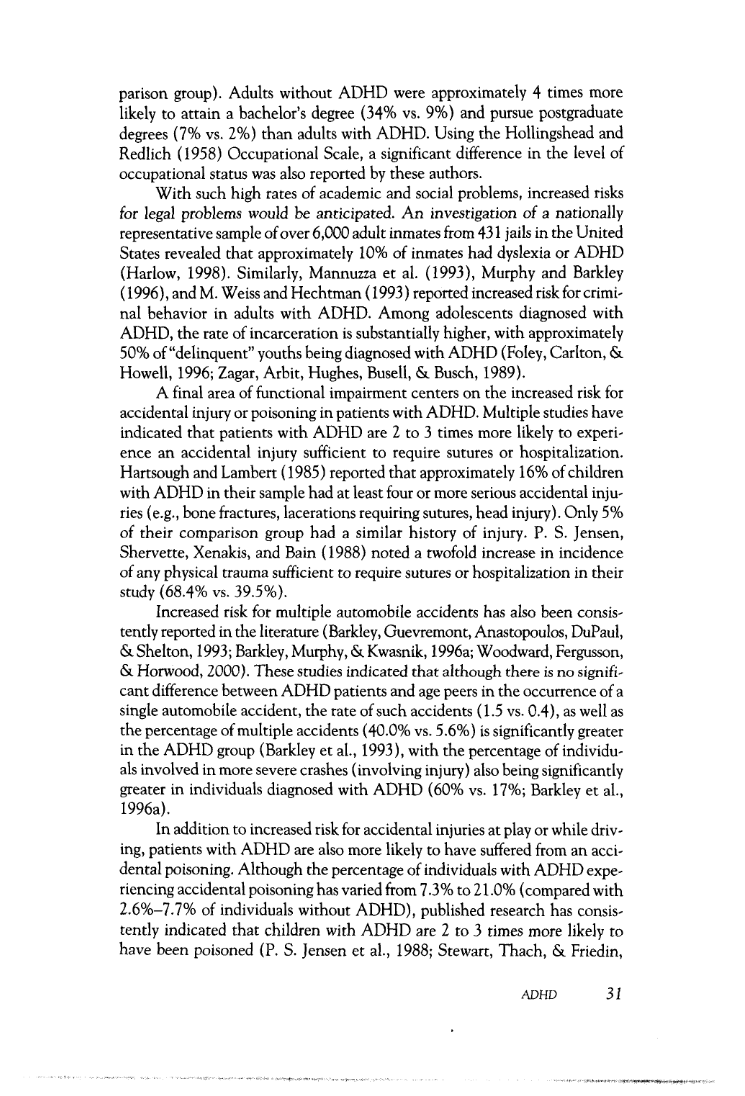 parison group). Adults without ADHD were approximately 4 times more
likely to attain a bachelor's degree (34% vs. 9%) and pursue postgraduate
degrees (7% vs. 2%) than adults with ADHD. Using the Hollingshead and
Redlich (1958) Occupational Scale, a significant difference in the level of
occupational status was also reported by these authors.
With such high rates of academic and social problems, increased risks
for legal problems would be anticipated. An investigation of a nationally
representative sample of over 6,000 adult inmates from 431 jails in the United
States revealed that approximately 10% of inmates had dyslexia or ADHD
(Harlow, 1998). Similarly, Mannuzza et al. (1993), Murphy and Barkley
(1996), and M. Weiss and Hechtman (1993) reported increased risk for crimi-
nal behavior in adults with ADHD. Among adolescents diagnosed with
ADHD, the rate of incarceration is substantially higher, with approximately
50% of "delinquent" youths being diagnosed with ADHD (Foley, Carlton, &
Howell, 1996; Zagar, Arbit, Hughes, Busell, & Busch, 1989).
A final area of functional impairment centers on the increased risk for
accidental injury or poisoning in patients with ADHD. Multiple studies have
indicated that patients with ADHD are 2 to 3 times more likely to experi-
ence an accidental injury sufficient to require sutures or hospitalization.
Hartsough and Lambert (1985) reported that approximately 16% of children
with ADHD in their sample had at least four or more serious accidental inju-
ries (e.g., bone fractures, lacerations requiring sutures, head injury). Only 5%
of their comparison group had a similar history of injury. P. S. Jensen,
Shervette, Xenakis, and Bain (1988) noted a twofold increase in incidence
of any physical trauma sufficient to require sutures or hospitalization in their
study (68.4% vs. 39.5%).
Increased risk for multiple automobile accidents has also been consis-
tently reported in the literature (Barkley, Guevremont, Anastopoulos, DuPaul,
& Shelton, 1993; Barkley, Murphy, & Kwasnik, 1996a; Woodward, Fergusson,
& Horwood, 2000). These studies indicated that although there is no signifi-
cant difference between ADHD patients and age peers in the occurrence of a
single automobile accident, the rate of such accidents (1.5 vs. 0.4), as well as
the percentage of multiple accidents (40.0% vs. 5.6%) is significantly greater
in the ADHD group (Barkley et al., 1993), with the percentage of individu-
als involved in more severe crashes (involving injury) also being significantly
greater in individuals diagnosed with ADHD (60% vs. 17%; Barkley et al.,
1996a).
In addition to increased risk for accidental injuries at play or while driv-
ing, patients with ADHD are also more likely to have suffered from an acci-
dental poisoning. Although the percentage of individuals with ADHD expe-
riencing accidental poisoning has varied from 7.3% to 21.0% (compared with
2.6%–7.7% of individuals without ADHD), published research has consis-
tently indicated that children with ADHD are 2 to 3 times more likely to
have been poisoned (P. S. Jensen et al., 1988; Stewart, Thach, & Friedin,
ADHD 31